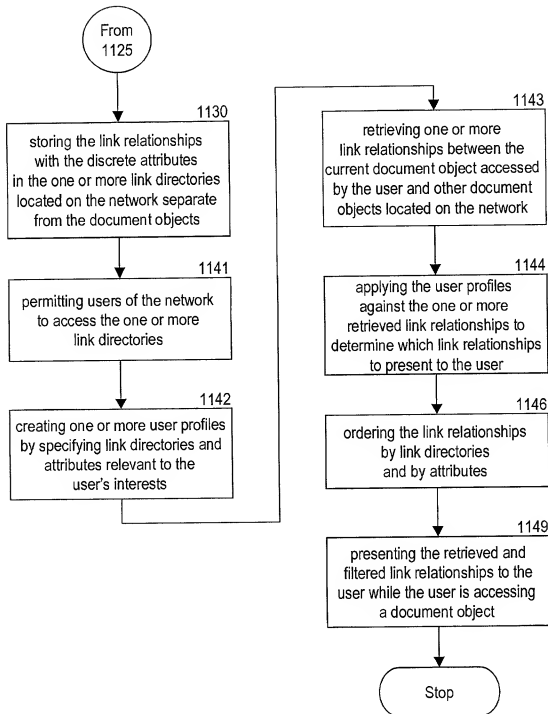 From
1125
1130
storing the link relationships
with the discrete attributes
in the one or more link directories
located on the network separate
from the document objects
1141
permitting users of the network
to access the one or more
link directories
1142
creating one or more user profiles
by specifying link directories and
attributes relevant to the
user's interests
1143
retrieving one or more
link relationships between the
current document object accessed
by the user and other document
objects located on the network
1144
applying the user profiles
against the one or more
retrieved link relationships to
determine which link relationships
to present to the user
1146
ordering the link relationships
by link directories
and by attributes
1149
presenting the retrieved and
filtered link relationships to the
user while the user is accessing
a document object
Stop